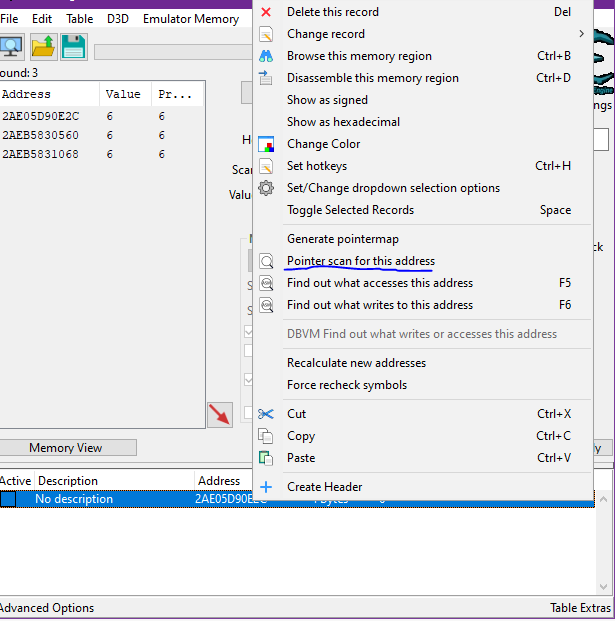 File Edit Table D3D Emulator Memory
ound: 3
Address Value Pr...
2AE05D90E2C 6 6
2AEB5830560 6 6
2AEB5831068 6 6
Scan
Value
ngs
Delete this record Del
Change record
Browse this memory region Ctrl+B
Disassemble this memory region Ctrl+D
Show as signed
Show as hexadecimal
Change Color
Set hotkeys Ctrl+H
Set/Change dropdown selection options
Toggle Selected Records Space
Generate pointermap
Pointer scan for this address
Find out what accesses this address F5
Find out what writes to this address F6
DBVM Find out what writes or accesses this address
Recalculate new addresses
Force recheck symbols
Cut Ctrl+X
Copy Ctrl+C
Paste Ctrl+V
Create Header
Memory View
Active Description Address
No description 2AE05D90E2C
Advanced Options Table Extras